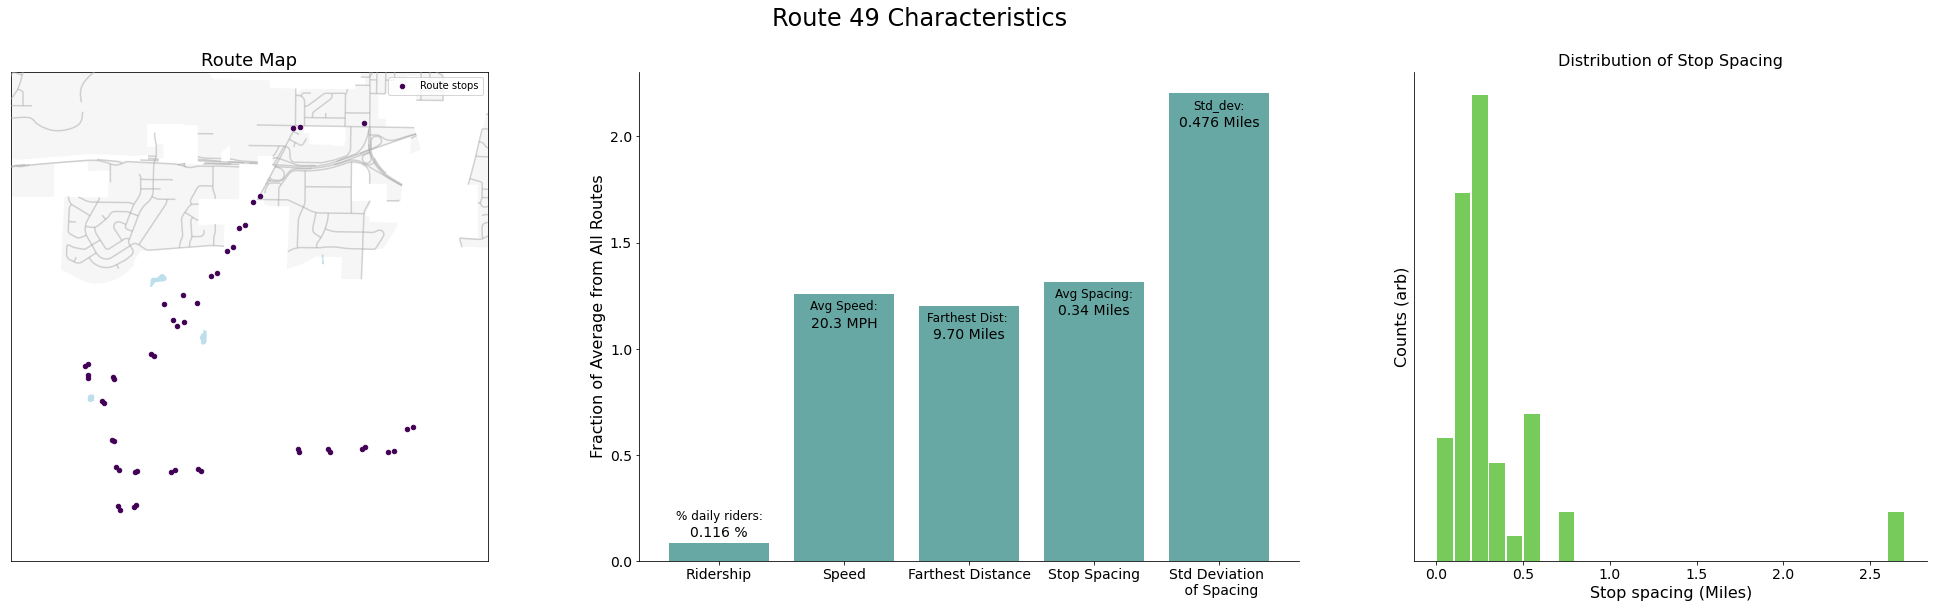 Route 49 Characteristics
Route Map
Route stops
Fraction of Average from All Routes
2.0
1.5
1.0
0.5
0.0
% daily riders:
0.116 %
Avg Speed:
20.3 MPH
Farthest Dist:
9.70 Miles
Avg Spacing:
0.34 Miles
Std_dev:
0.476 Miles
Ridership
Speed
Farthest Distance
Stop Spacing
Std Deviation
of Spacing
Distribution of Stop Spacing
Counts (arb)
0.0 0.5 1.0 1.5 2.0 2.5
Stop spacing (Miles)